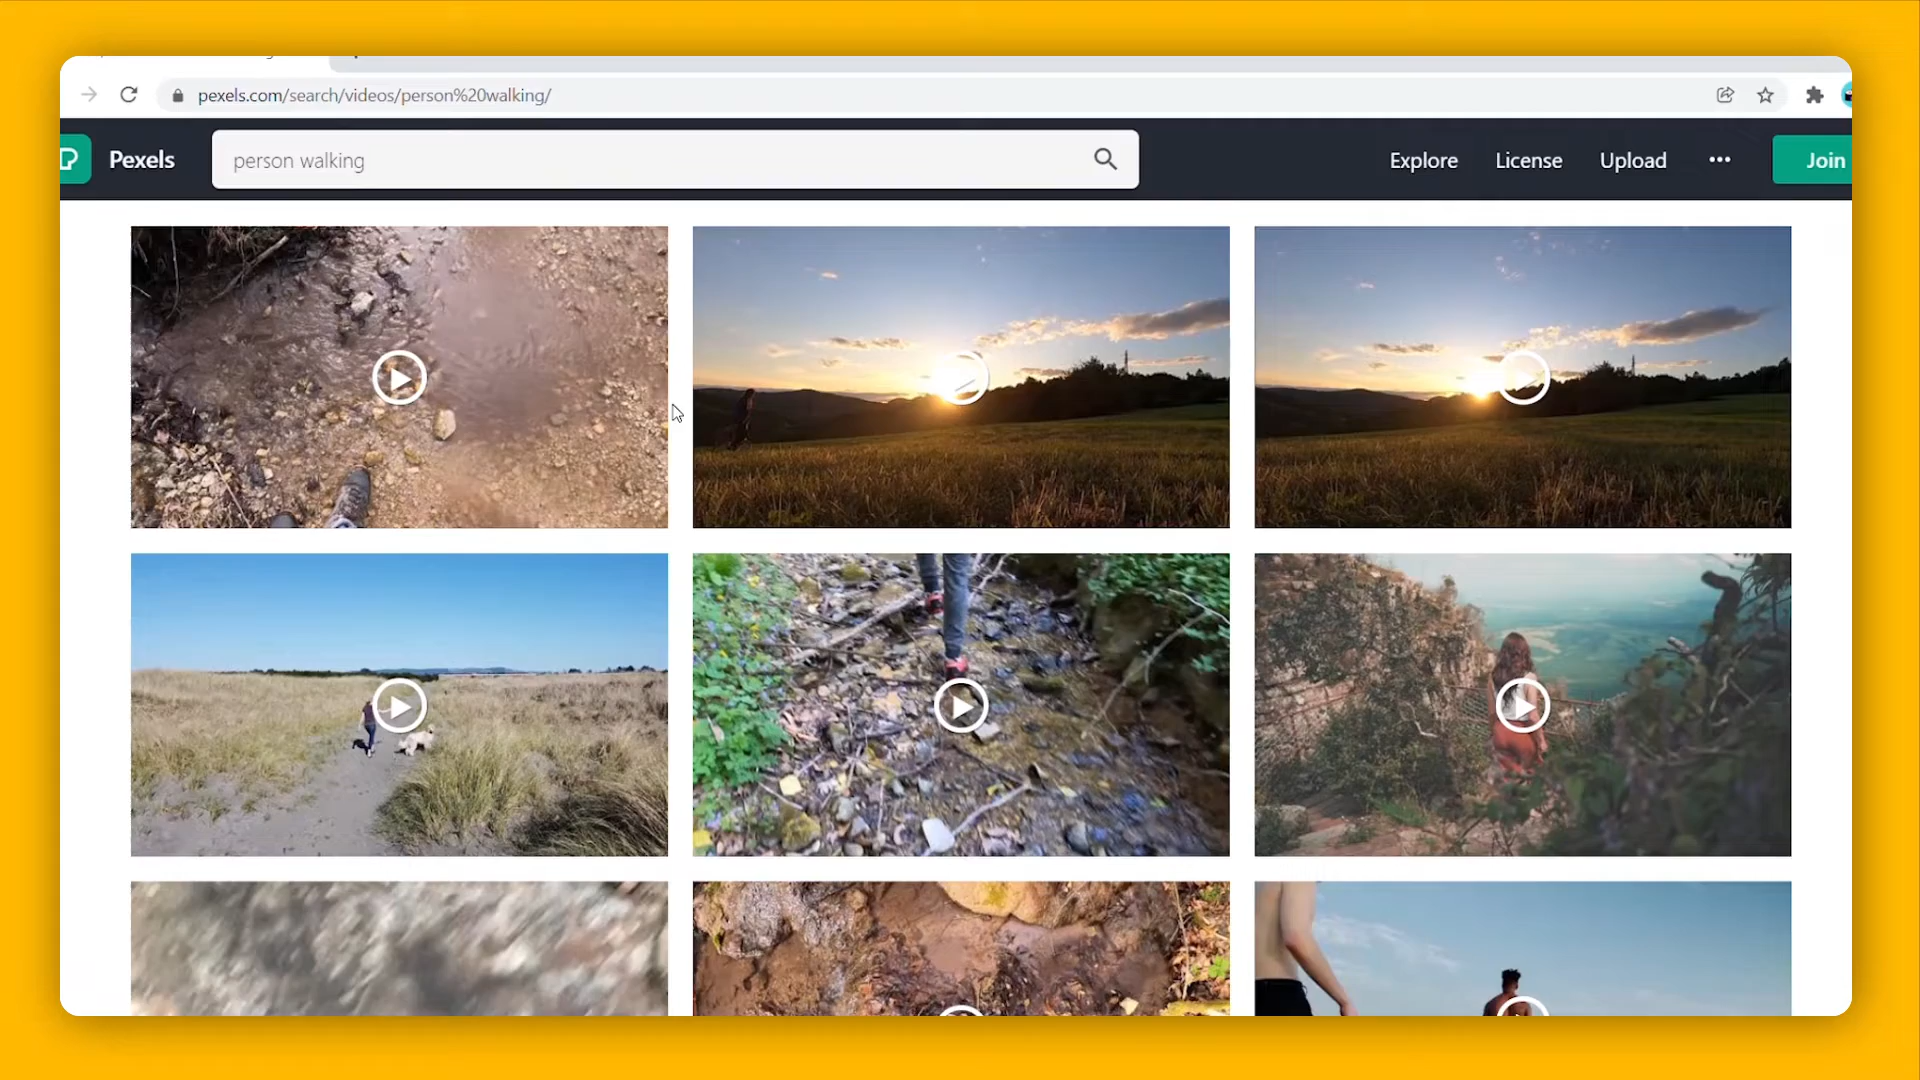 pexels.com/search/videos/person%20walking/
Pexels
person walking
Explore
License
Upload
Join